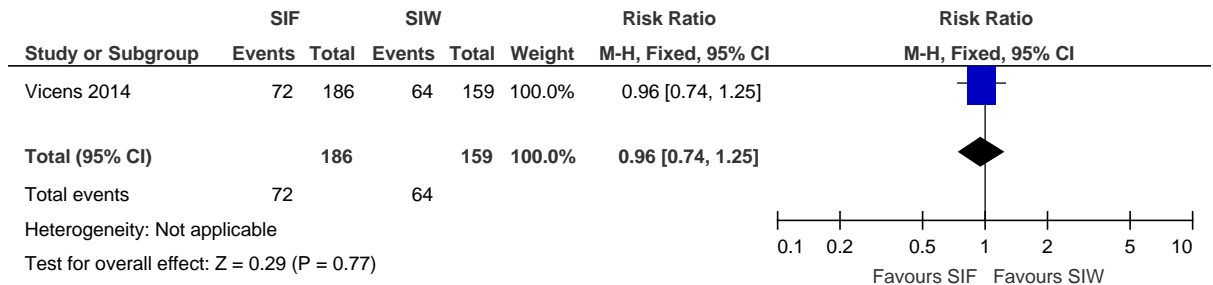 SIF SIW Risk Ratio Risk Ratio
Study or Subgroup Events Total Events Total Weight M-H, Fixed, 95% CI M-H, Fixed, 95% CI
Vicens 2014 72 186 64 159 100.0% 0.96 [0.74, 1.25]
Total (95% CI) 186 159 100.0% 0.96 [0.74, 1.25]
Total events 72 64
Heterogeneity: Not applicable
Test for overall effect: Z = 0.29 (P = 0.77)
0.1 0.2 0.5 1 2 5 10
Favours SIF Favours SIW